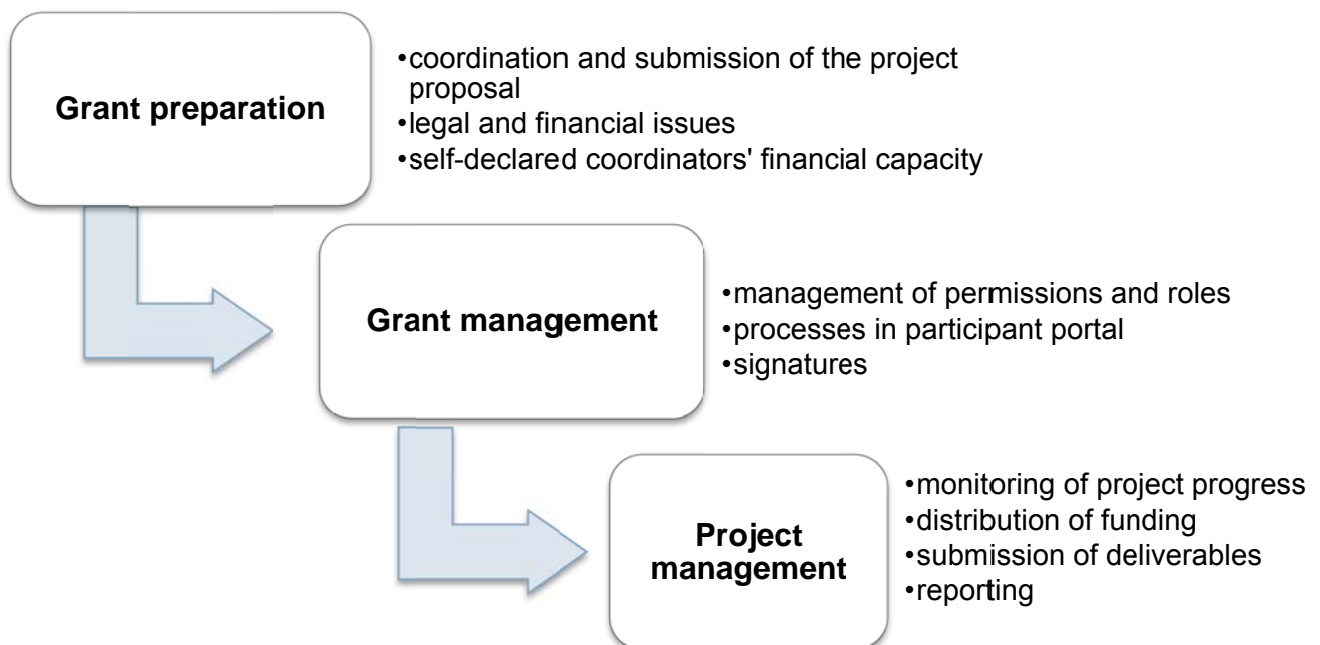 Grant preparation
•coordination and submission of the project
proposal
•legal and financial issues
•self-declared coordinators' financial capacity
Grant management
•management of permissions and roles
•processes in participant portal
•signatures
Project
management
•monitoring of project progress
•distribution of funding
•submission of deliverables
•reporting